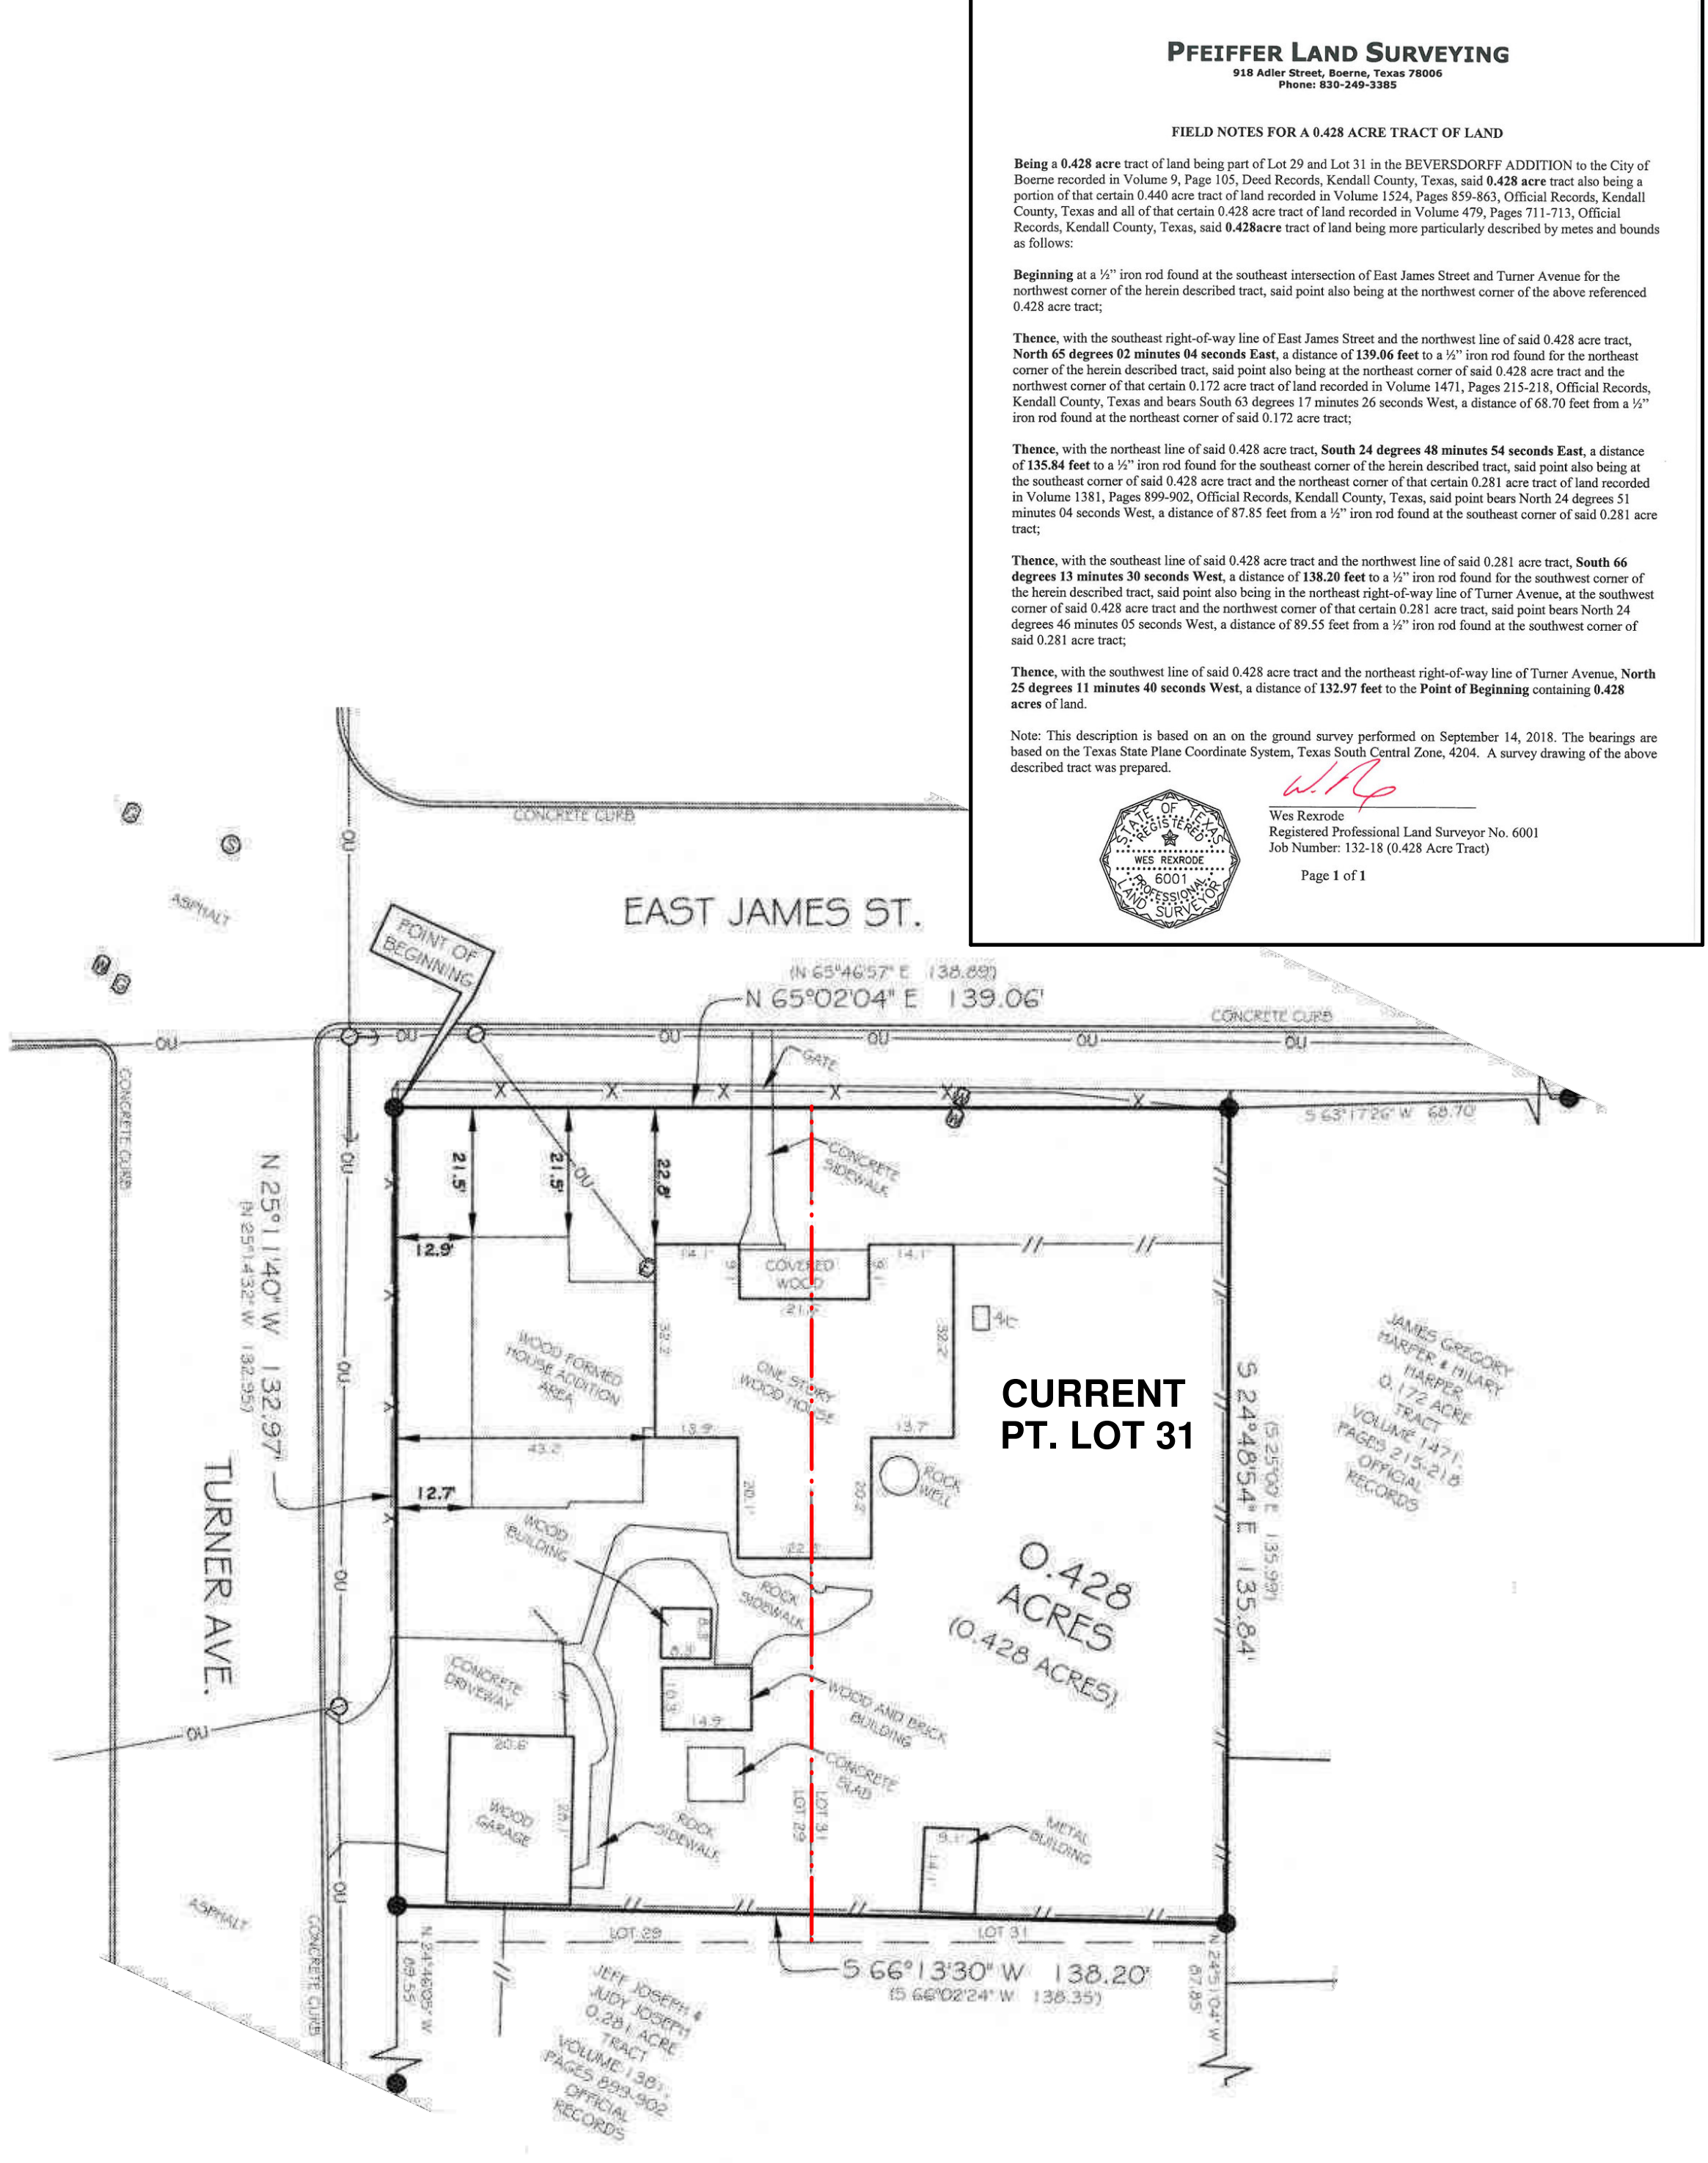 PFEIFFER LAND SURVEYING
918 Adler Street, Boerne, Texas 78006
Phone: 830-249-3385
FIELD NOTES FOR A 0.428 ACRE TRACT OF LAND
Being a 0.428 acre tract of land being part of Lot 29 and Lot 31 in the BEVERSDORFF ADDITION to the City of
Boerne recorded in Volume 9, Page 105, Deed Records, Kendall County, Texas, said 0.428 acre tract also being a
portion of that certain 0.440 acre tract of land recorded in Volume 1524, Pages 859-863, Official Records, Kendall
County, Texas and all of that certain 0.428 acre tract of land recorded in Volume 479, Pages 711-713, Official
Records, Kendall County, Texas, said 0.428acre tract of land being more particularly described by metes and bounds
as follows:
Beginning at a ½” iron rod found at the southeast intersection of East James Street and Turner Avenue for the
northwest corner of the herein described tract, said point also being at the northwest corner of the above referenced
0.428 acre tract;
Thence, with the southeast right-of-way line of East James Street and the northwest line of said 0.428 acre tract,
North 65 degrees 02 minutes 04 seconds East, a distance of 139.06 feet to a ½” iron rod found for the northeast
corner of the herein described tract, said point also being at the northeast corner of said 0.428 acre tract and the
northwest corner of that certain 0.172 acre tract of land recorded in Volume 1471, Pages 215-218, Official Records,
Kendall County, Texas and bears South 63 degrees 17 minutes 26 seconds West, a distance of 68.70 feet from a ½”
iron rod found at the northeast corner of said 0.172 acre tract;
Thence, with the northeast line of said 0.428 acre tract, South 24 degrees 48 minutes 54 seconds East, a distance
of 135.84 feet to a ½” iron rod found for the southeast corner of the herein described tract, said point also being at
the southeast corner of said 0.428 acre tract and the northeast corner of that certain 0.281 acre tract of land recorded
in Volume 1381, Pages 899-902, Official Records, Kendall County, Texas, said point bears North 24 degrees 51
minutes 04 seconds West, a distance of 87.85 feet from a ½” iron rod found at the southeast corner of said 0.281 acre
tract;
Thence, with the southeast line of said 0.428 acre tract and the northwest line of said 0.281 acre tract, South 66
degrees 13 minutes 30 seconds West, a distance of 138.20 feet to a ½” iron rod found for the southwest corner of
the herein described tract, said point also being in the northeast right-of-way line of Turner Avenue, at the southwest
corner of said 0.428 acre tract and the northwest corner of that certain 0.281 acre tract, said point bears North 24
degrees 46 minutes 05 seconds West, a distance of 89.55 feet from a ½” iron rod found at the southwest corner of
said 0.281 acre tract;
Thence, with the southwest line of said 0.428 acre tract and the northeast right-of-way line of Turner Avenue, North
25 degrees 11 minutes 40 seconds West, a distance of 132.97 feet to the Point of Beginning containing 0.428
acres of land.
Note: This description is based on an on the ground survey performed on September 14, 2018. The bearings are
based on the Texas State Plane Coordinate System, Texas South Central Zone, 4204. A survey drawing of the above
described tract was prepared.
STATE OF TEXAS
REGISTERED
WES REXRODE
6001
PROFESSIONAL
LAND SURVEYOR
Wes Rexrode
Registered Professional Land Surveyor No. 6001
Job Number: 132-18 (0.428 Acre Tract)
Page 1 of 1
CONCRETE CURB
S
ASPHALT
W
G
OU
EAST JAMES ST.
POINT OF
BEGINNING
(N 65°46'57" E 138.89')
N 65°02'04" E 139.06'
CONCRETE CURB
OU
OU
OU
OU
OU
OU
GATE
X
X
X
X
X
X
S 63°17'26" W 68.70'
CONCRETE CURB
OU
21.5'
21.5'
OU
22.8'
CONCRETE
SIDEWALK
12.9'
14.1'
COVERED
WOOD
14.1'
9.1'
9.1'
21.
A/C
32.2'
32.2'
N 25°11'40" W 132.97'
(N 25°14'32" W 132.95')
OU
WOOD FORMED
HOUSE ADDITION
AREA
ONE STORY
WOOD HOUSE
CURRENT
PT. LOT 31
JAMES GREGORY
HARPER & HILARY
HARPER
0.172 ACRE
TRACT
VOLUME 1471,
PAGES 215-218
OFFICIAL
RECORDS
S 24°48'54" E 135.84'
(S 25°00' E 135.99')
43.2'
13.9'
13.7'
12.7'
20.1'
20.2'
ROCK
WELL
TURNER AVE.
OU
WOOD
BUILDING
22.
ROCK
SIDEWALK
0.428
ACRES
(0.428 ACRES)
8.3'
8.3'
CONCRETE
DRIVEWAY
10.3'
14.9'
WOOD AND BRICK
BUILDING
OU
20.6'
CONCRETE
SLAB
WOOD
GARAGE
28.1'
ROCK
SIDEWALK
LOT 29
LOT 31
METAL
BUILDING
9.1'
14.1'
OU
ASPHALT
CONCRETE CURB
LOT 29
LOT 31
N 24°46'05" W
89.55'
S 66°13'30" W 138.20'
(S 66°02'24" W 138.35')
N 24°51'04" W
87.85'
JEFF JOSEPH &
JUDY JOSEPH
0.281 ACRE
TRACT
VOLUME 1381,
PAGES 899-902
OFFICIAL
RECORDS